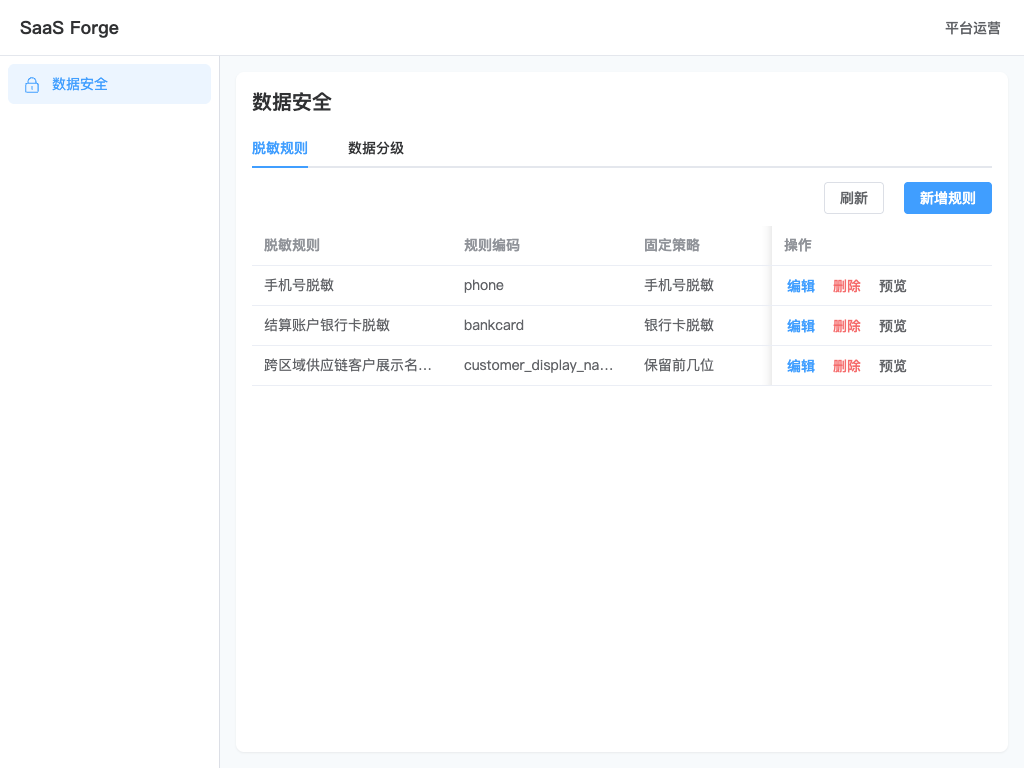 SaaS Forge
平台运营
数据安全
数据安全
脱敏规则 数据分级
刷新 新增规则
脱敏规则 规则编码 固定策略 操作
手机号脱敏 phone 手机号脱敏 编辑 删除 预览
结算账户银行卡脱敏 bankcard 银行卡脱敏 编辑 删除 预览
跨区域供应链客户展示名… customer_display_na… 保留前几位 编辑 删除 预览